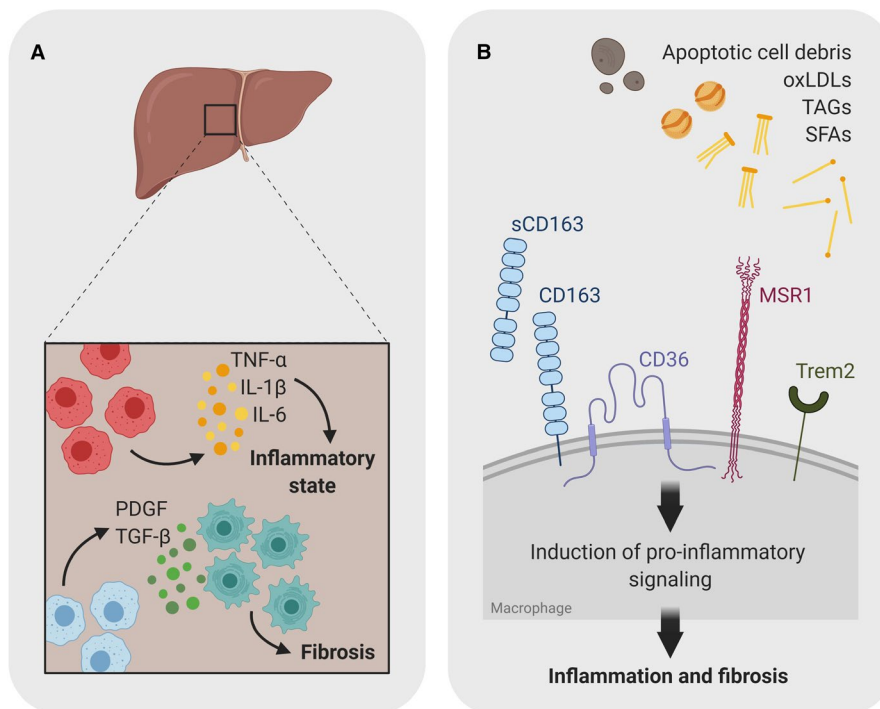 A
TNF-α
IL-1β
IL-6
Inflammatory
state
PDGF
TGF-β
Fibrosis
B
Apoptotic cell debris
oxLDLs
TAGs
SFAs
sCD163
CD163
MSR1
CD36
Trem2
Induction of pro-inflammatory
signaling
Macrophage
Inflammation and fibrosis